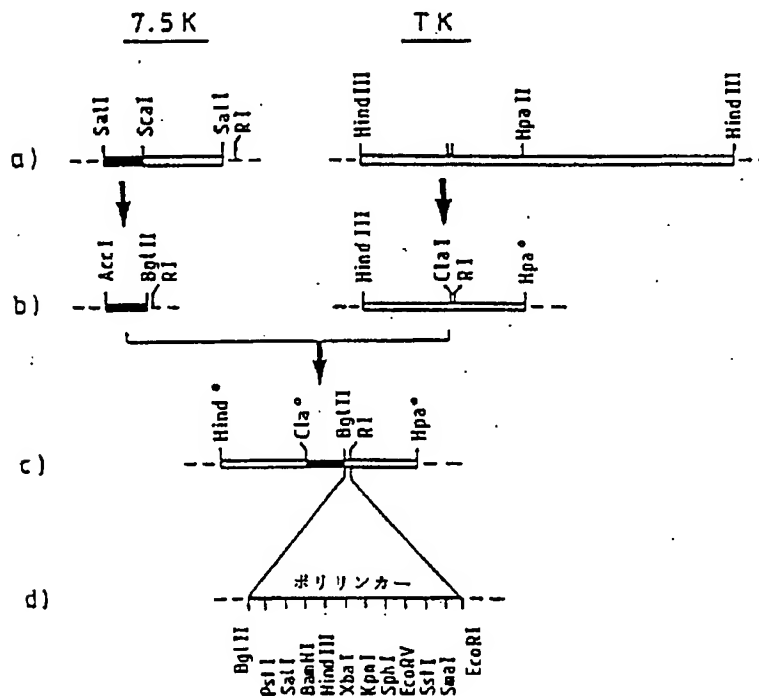 7.5K TK
SalI ScaI SalI RI HindIII HpaII HindIII
a)
AccI BglII RI HindIII ClaI RI Hpa°
b)
Hind° Cla° BglII RI Hpa°
c)
ポリリンカー
d)
BglII PstI SalI BamHI HindIII XbaI KpnI SphI EcoRV SstI SmaI EcoRI